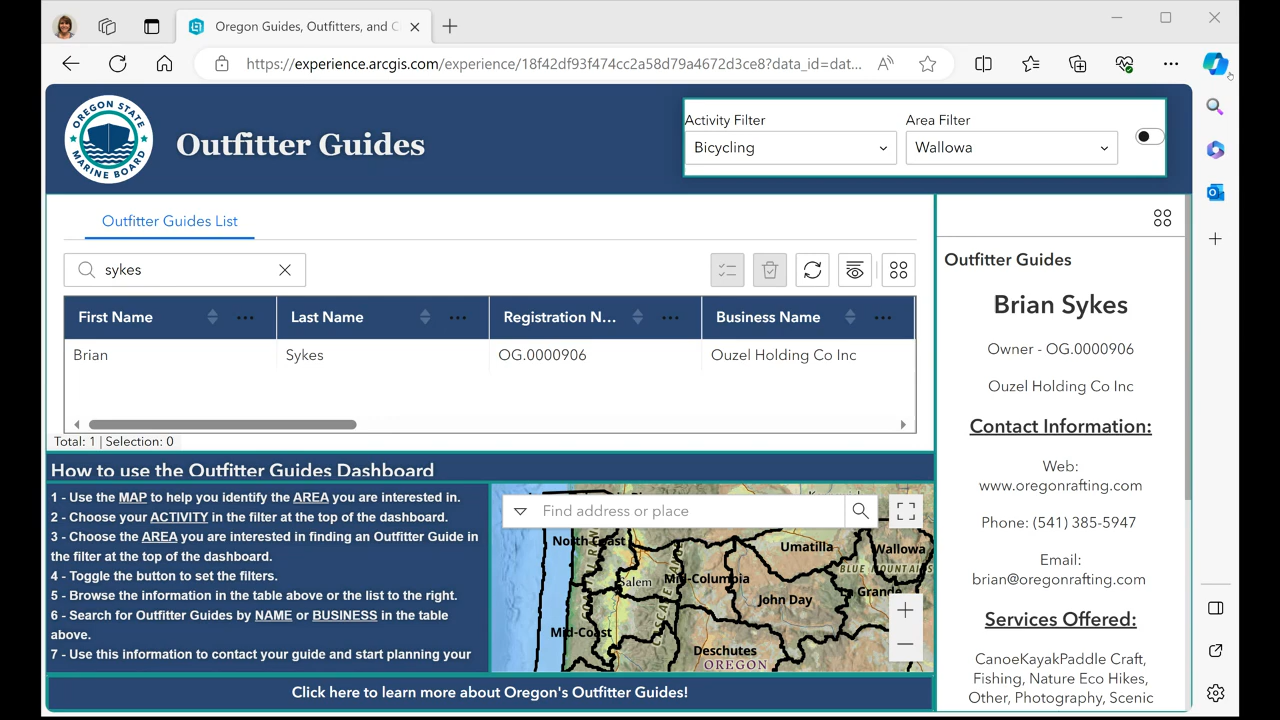 Oregon Guides, Outfitters, and C
https://experience.arcgis.com/experience/18f42df93f474cc2a58d79a4672d3ce8?data_id=dat...
OREGON STATE
MARINE BOARD
Outfitter Guides
Activity Filter
Bicycling
Area Filter
Wallowa
Outfitter Guides List
sykes
First Name
Last Name
Registration N...
Business Name
Brian
Sykes
OG.0000906
Ouzel Holding Co Inc
Total: 1 | Selection: 0
How to use the Outfitter Guides Dashboard
1 - Use the MAP to help you identify the AREA you are interested in.
2 - Choose your ACTIVITY in the filter at the top of the dashboard.
3 - Choose the AREA you are interested in finding an Outfitter Guide in
the filter at the top of the dashboard.
4 - Toggle the button to set the filters.
5 - Browse the information in the table above or the list to the right.
6 - Search for Outfitter Guides by NAME or BUSINESS in the table
above.
7 - Use this information to contact your guide and start planning your
Find address or place
North Coast
Umatilla
Wallowa
BLUE MOUNTAINS
Salem
Mid-Columbia
La Grande
John Day
Mid-Coast
Deschutes
OREGON
Click here to learn more about Oregon's Outfitter Guides!
Outfitter Guides
Brian Sykes
Owner - OG.0000906
Ouzel Holding Co Inc
Contact Information:
Web:
www.oregonrafting.com
Phone: (541) 385-5947
Email:
brian@oregonrafting.com
Services Offered:
CanoeKayakPaddle Craft,
Fishing, Nature Eco Hikes,
Other, Photography, Scenic